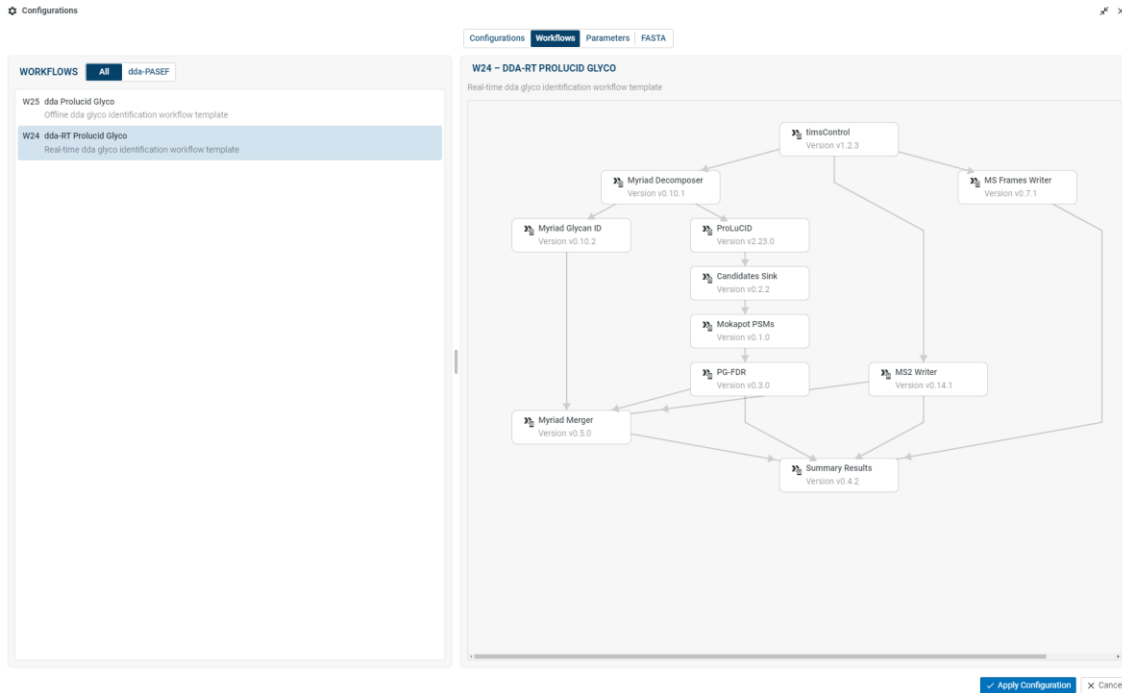 Configurations
Configurations Workflows Parameters FASTA
WORKFLOWS All dda-PASEF
W25 dda Prolucid Glyco
Offline dda glyco identification workflow template
W24 dda-RT Prolucid Glyco
Real-time dda glyco identification workflow template
W24 – DDA-RT PROLUCID GLYCO
Real-time dda glyco identification workflow template
timsControl
Version v1.2.3
Myriad Decomposer
Version v0.10.1
MS Frames Writer
Version v0.7.1
Myriad Glycan ID
Version v0.10.2
ProLuCID
Version v2.23.0
Candidates Sink
Version v0.2.2
Mokapot PSMs
Version v0.1.0
PG-FDR
Version v0.3.0
MS2 Writer
Version v0.14.1
Myriad Merger
Version v0.5.0
Summary Results
Version v0.4.2
Apply Configuration
Cance